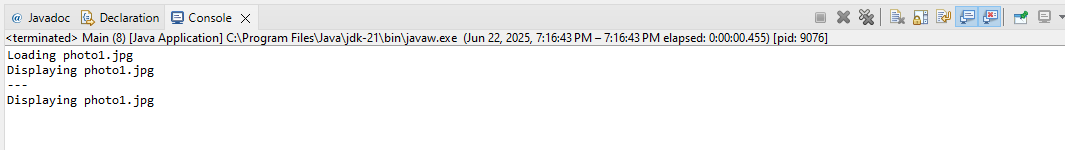 @ Javadoc Declaration Console
<terminated> Main (8) [Java Application] C:\Program Files\Java\jdk-21\bin\javaw.exe (Jun 22, 2025, 7:16:43 PM – 7:16:43 PM elapsed: 0:00:00.455) [pid: 9076]
Loading photo1.jpg
Displaying photo1.jpg
---
Displaying photo1.jpg